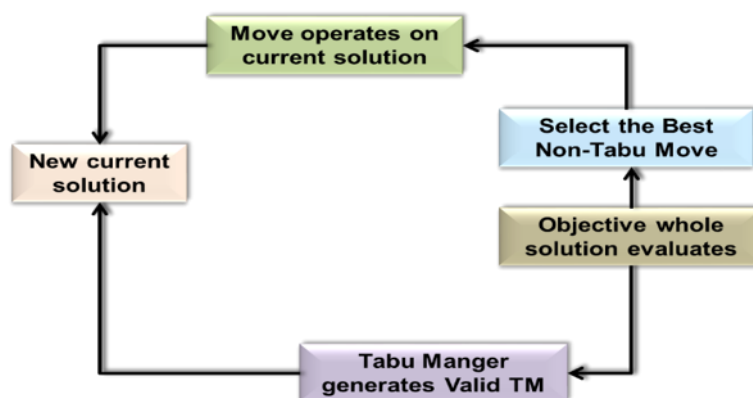 Move operates on
current solution
Select the Best
Non-Tabu Move
New current
solution
Objective whole
solution evaluates
Tabu Manger
generates Valid TM